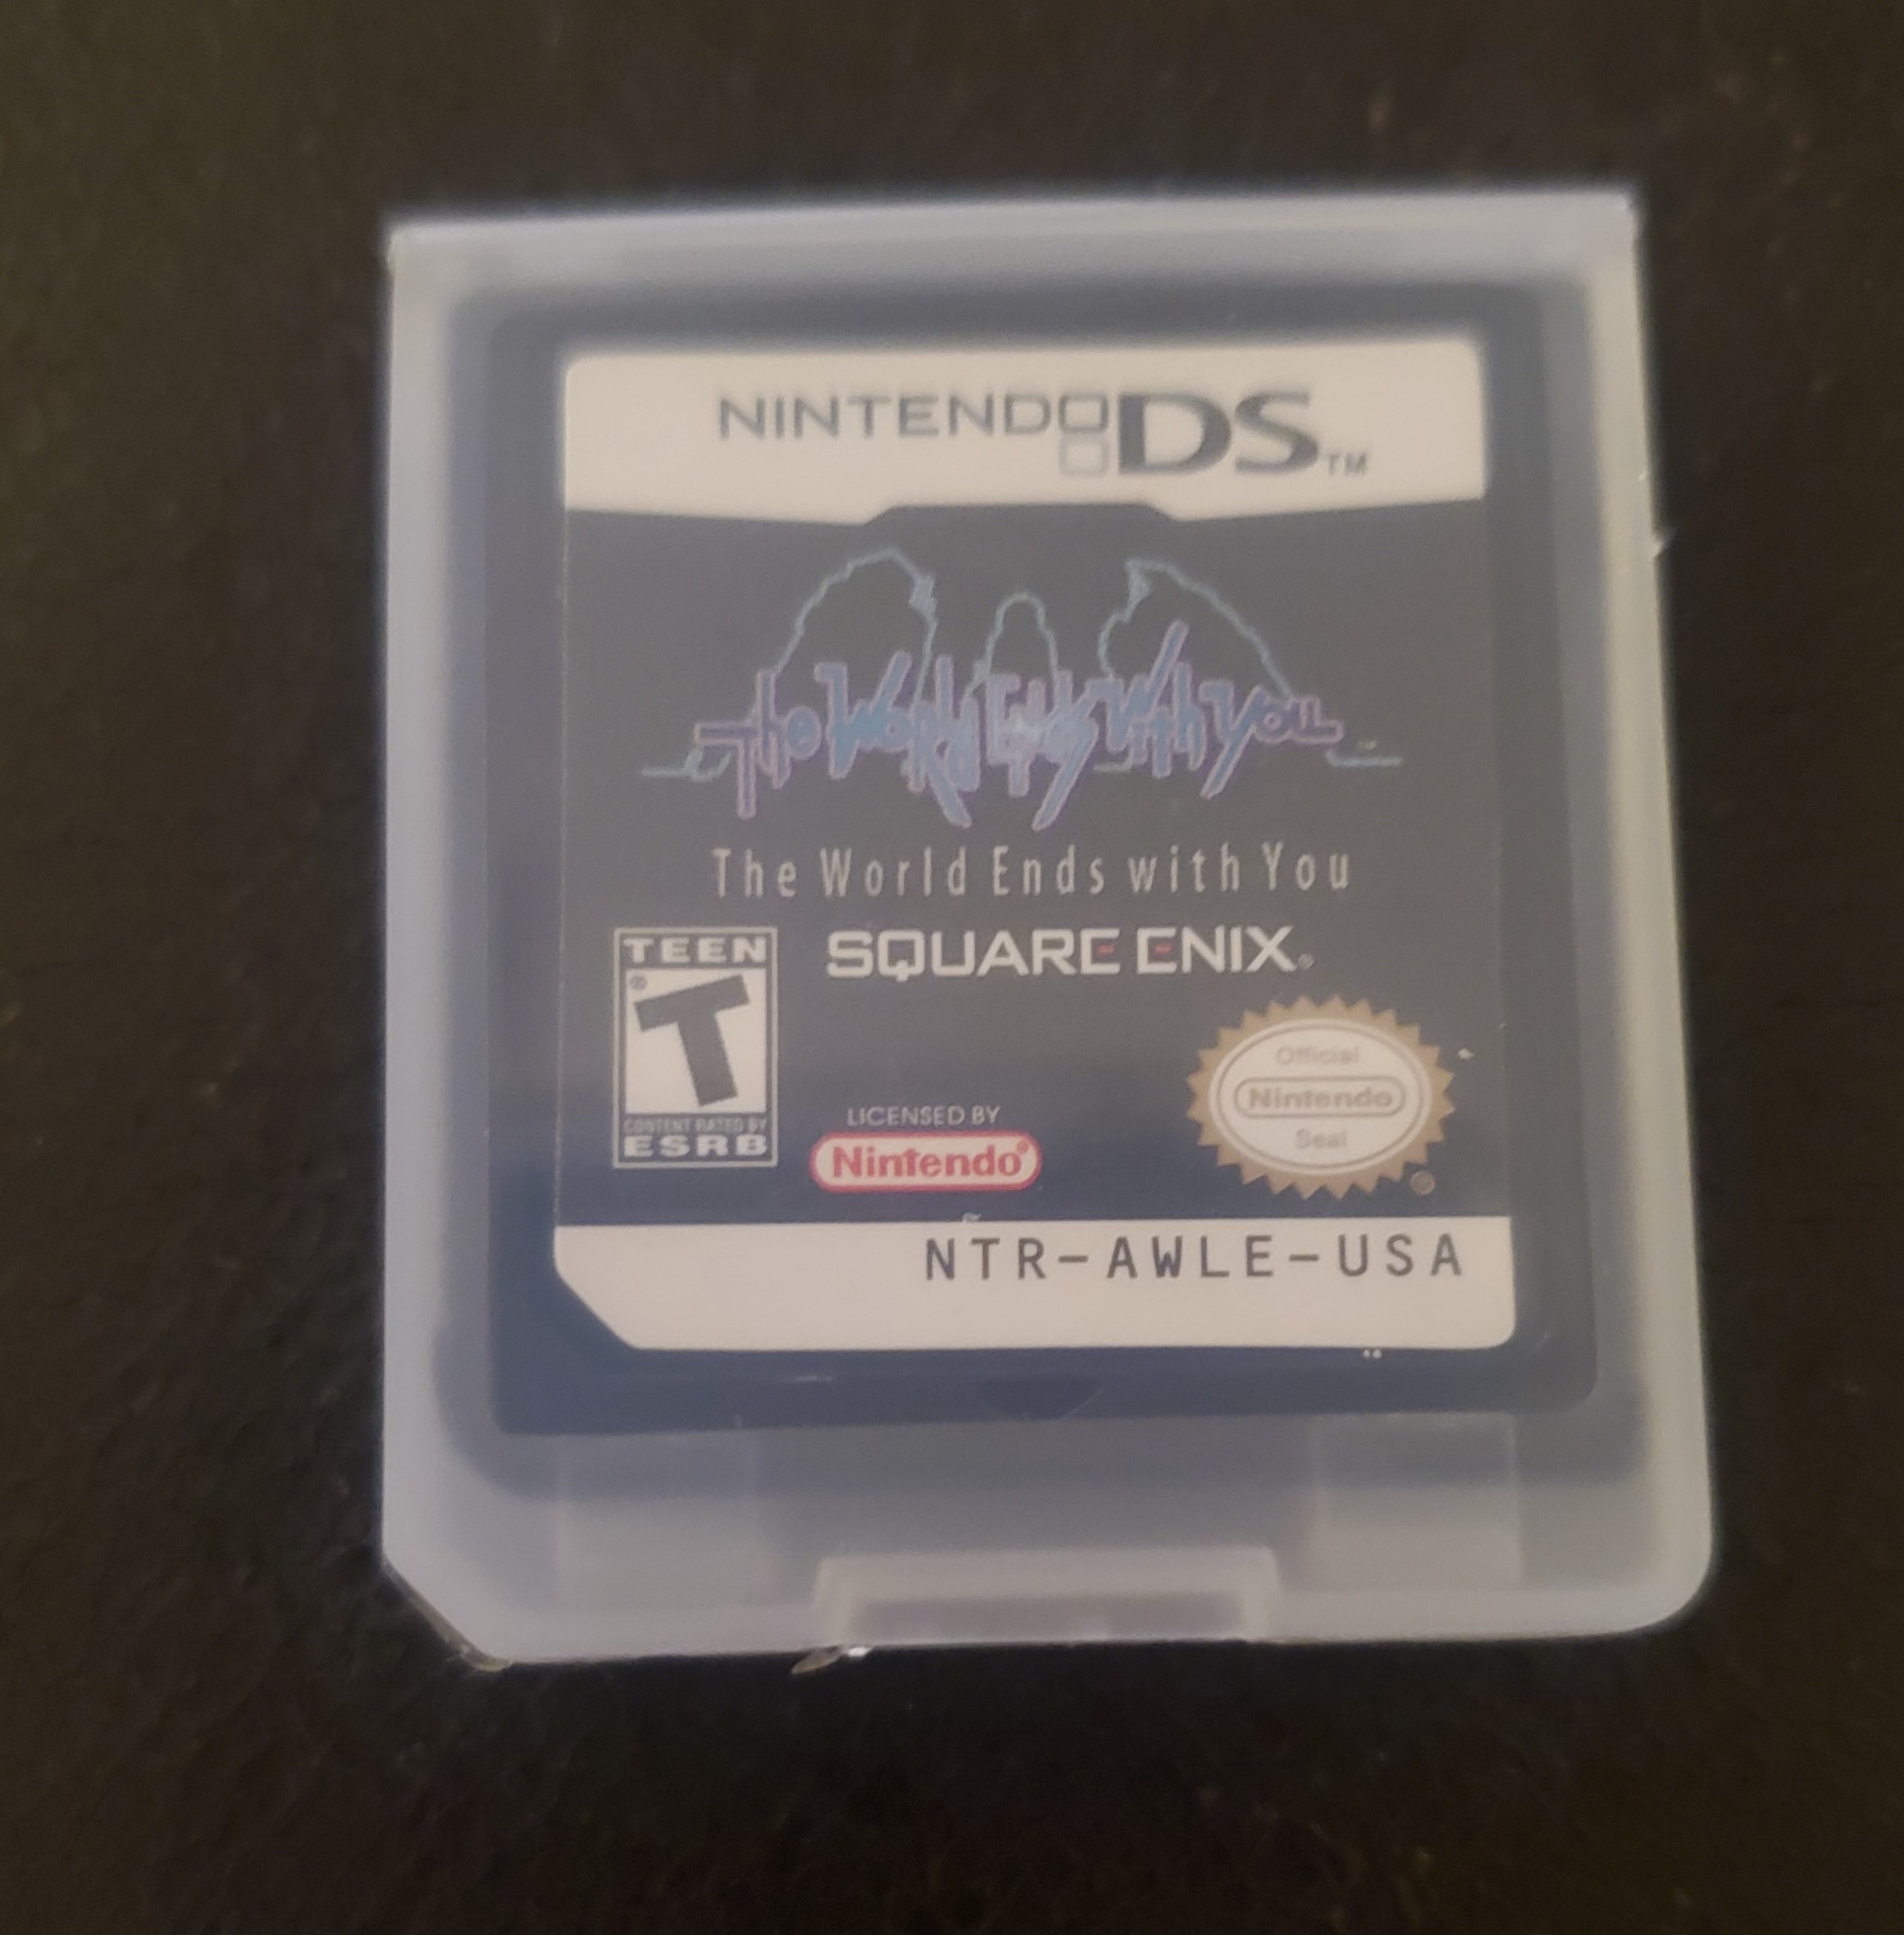 NINTENDO DS™
The World Ends With You
The World Ends with You
TEEN
SQUARE ENIX®
®
T
CONTENT RATED BY
ESRB
LICENSED BY
Nintendo®
Official
Nintendo
Seal
®
NTR-AWLE-USA